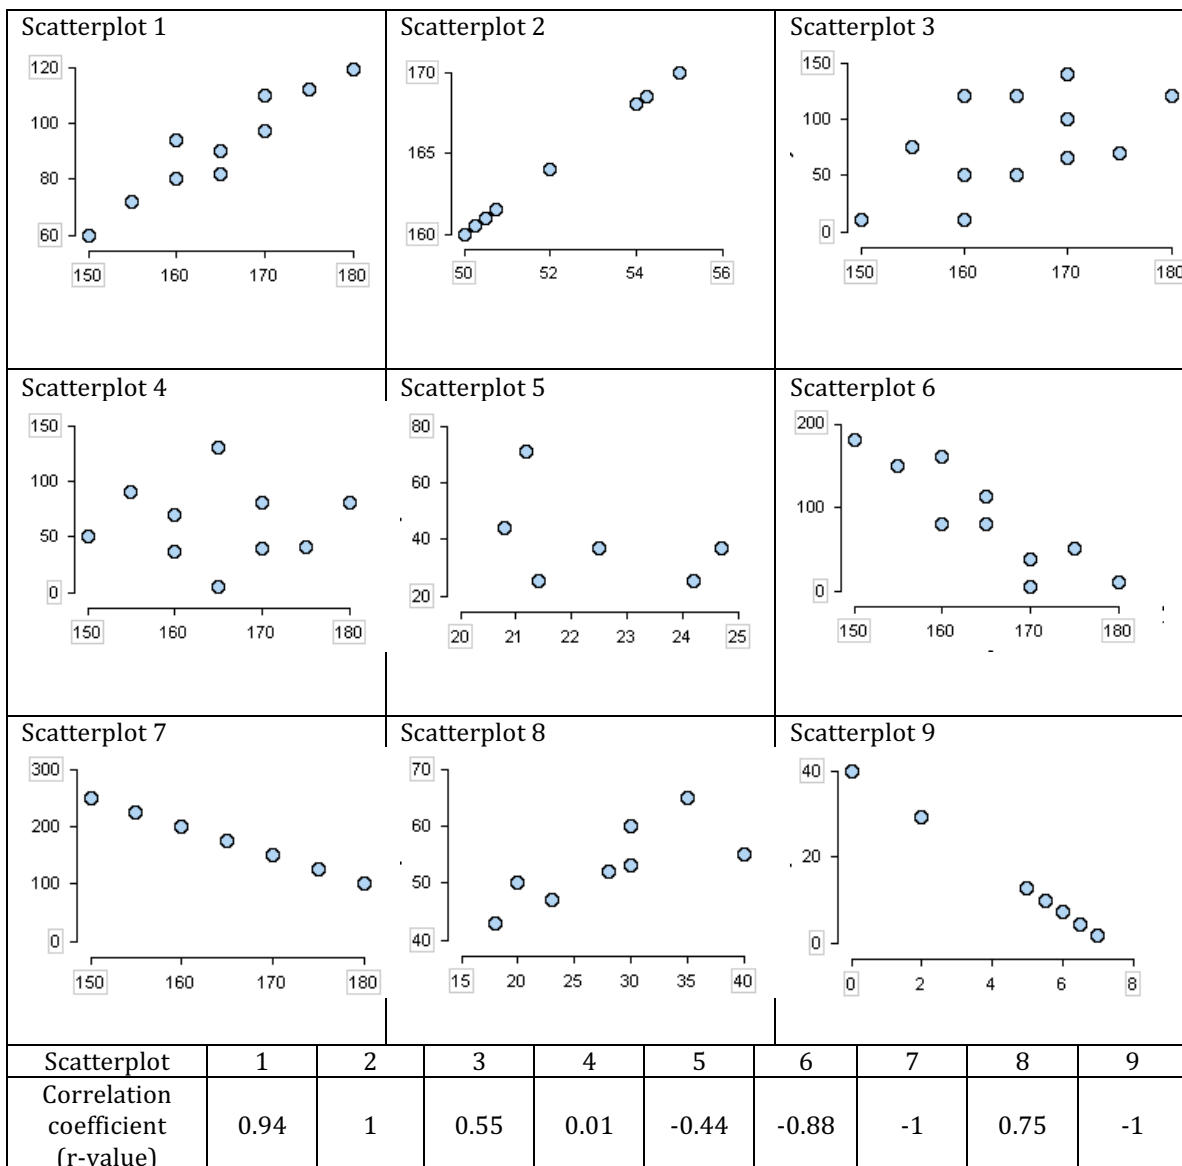 Scatterplot 1
120
100
80
60
150 160 170 180
Scatterplot 2
170
165
160
50 52 54 56
Scatterplot 3
150
100
50
0
150 160 170 180
Scatterplot 4
150
100
50
0
150 160 170 180
Scatterplot 5
80
60
40
20
20 21 22 23 24 25
Scatterplot 6
200
100
0
150 160 170 180
Scatterplot 7
300
200
100
0
150 160 170 180
Scatterplot 8
70
60
50
40
15 20 25 30 35 40
Scatterplot 9
40
20
0
0 2 4 6 8
Scatterplot 1 2 3 4 5 6 7 8 9
Correlation
coefficient 0.94 1 0.55 0.01 -0.44 -0.88 -1 0.75 -1
(r-value)